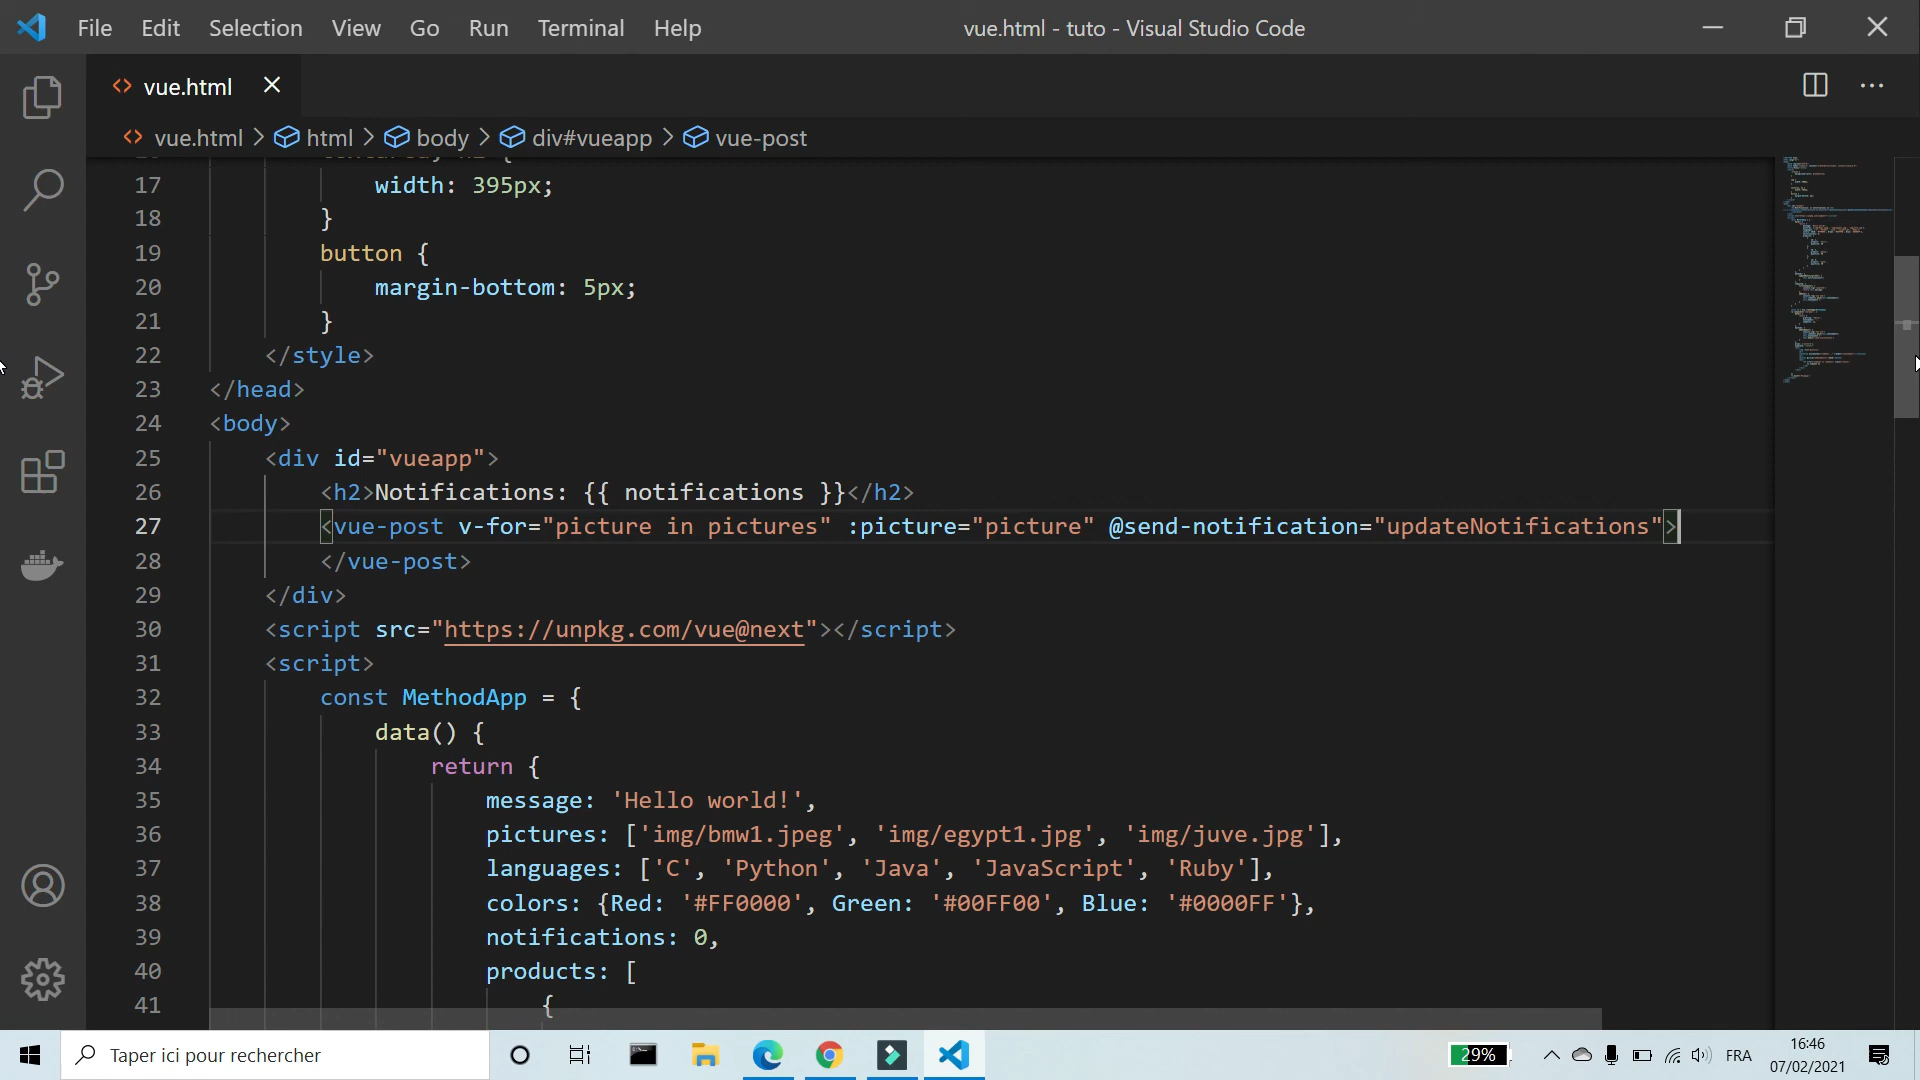 File Edit Selection View Go Run Terminal Help vue.html - tuto - Visual Studio Code
vue.html
vue.html > html > body > div#vueapp > vue-post
17 width: 395px;
18 }
19 button {
20 margin-bottom: 5px;
21 }
22 </style>
23 </head>
24 <body>
25 <div id="vueapp">
26 <h2>Notifications: {{ notifications }}</h2>
27 <vue-post v-for="picture in pictures" :picture="picture" @send-notification="updateNotifications">
28 </vue-post>
29 </div>
30 <script src="https://unpkg.com/vue@next"></script>
31 <script>
32 const MethodApp = {
33 data() {
34 return {
35 message: 'Hello world!',
36 pictures: ['img/bmw1.jpeg', 'img/egypt1.jpg', 'img/juve.jpg'],
37 languages: ['C', 'Python', 'Java', 'JavaScript', 'Ruby'],
38 colors: {Red: '#FF0000', Green: '#00FF00', Blue: '#0000FF'},
39 notifications: 0,
40 products: [
41 {
Taper ici pour rechercher 29% FRA 16:46
07/02/2021